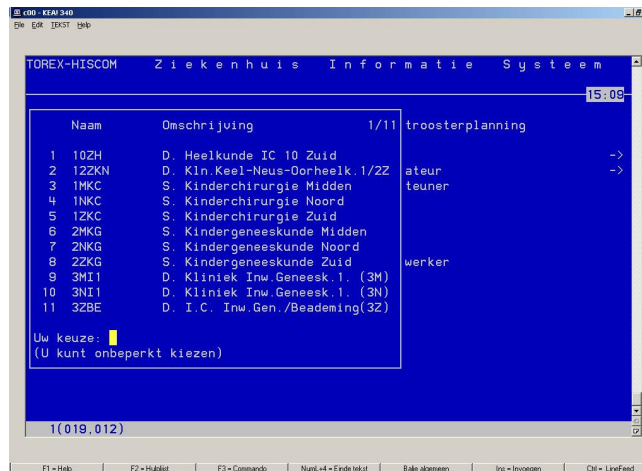 c00 - KEA! 340
File Edit TEKST Help
TOREX-HISCOM Ziekenhuis Informatie Systeem
15:09
Naam Omschrijving 1/11 troosterplanning
1 10ZH D. Heelkunde IC 10 Zuid ->
2 12ZKN D. Kln.Keel-Neus-Oorheelk.1/2Z ateur ->
3 1MKC S. Kinderchirurgie Midden teuner
4 1NKC S. Kinderchirurgie Noord
5 1ZKC S. Kinderchirurgie Zuid
6 2MKG S. Kindergeneeskunde Midden
7 2NKG S. Kindergeneeskunde Noord
8 2ZKG S. Kindergeneeskunde Zuid werker
9 3MI1 D. Kliniek Inw.Geneesk.1. (3M)
10 3NI1 D. Kliniek Inw.Geneesk.1. (3N)
11 3ZBE D. I.C. Inw.Gen./Beademing(3Z)
Uw keuze:
(U kunt onbeperkt kiezen)
1(019,012)
F1 = Help F2 = Hulplijst F3 = Commando NumL+4 = Einde tekst Balie algemeen Ins = Invoegen Ctrl = LineFeed